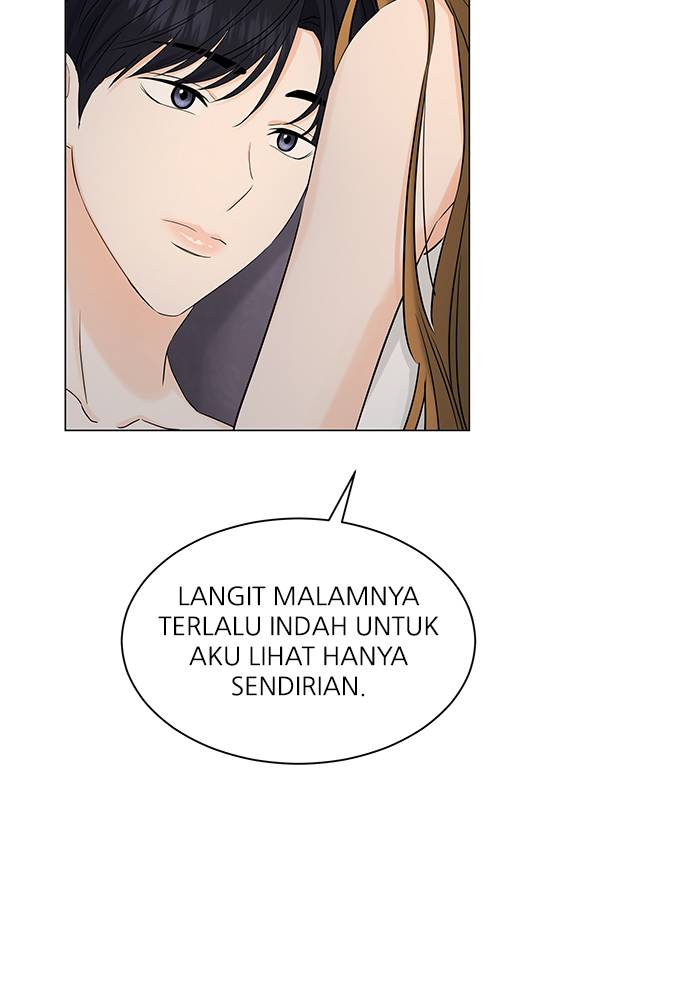 LANGIT MALAMNYA
TERLALU INDAH UNTUK
AKU LIHAT HANYA
SENDIRIAN.